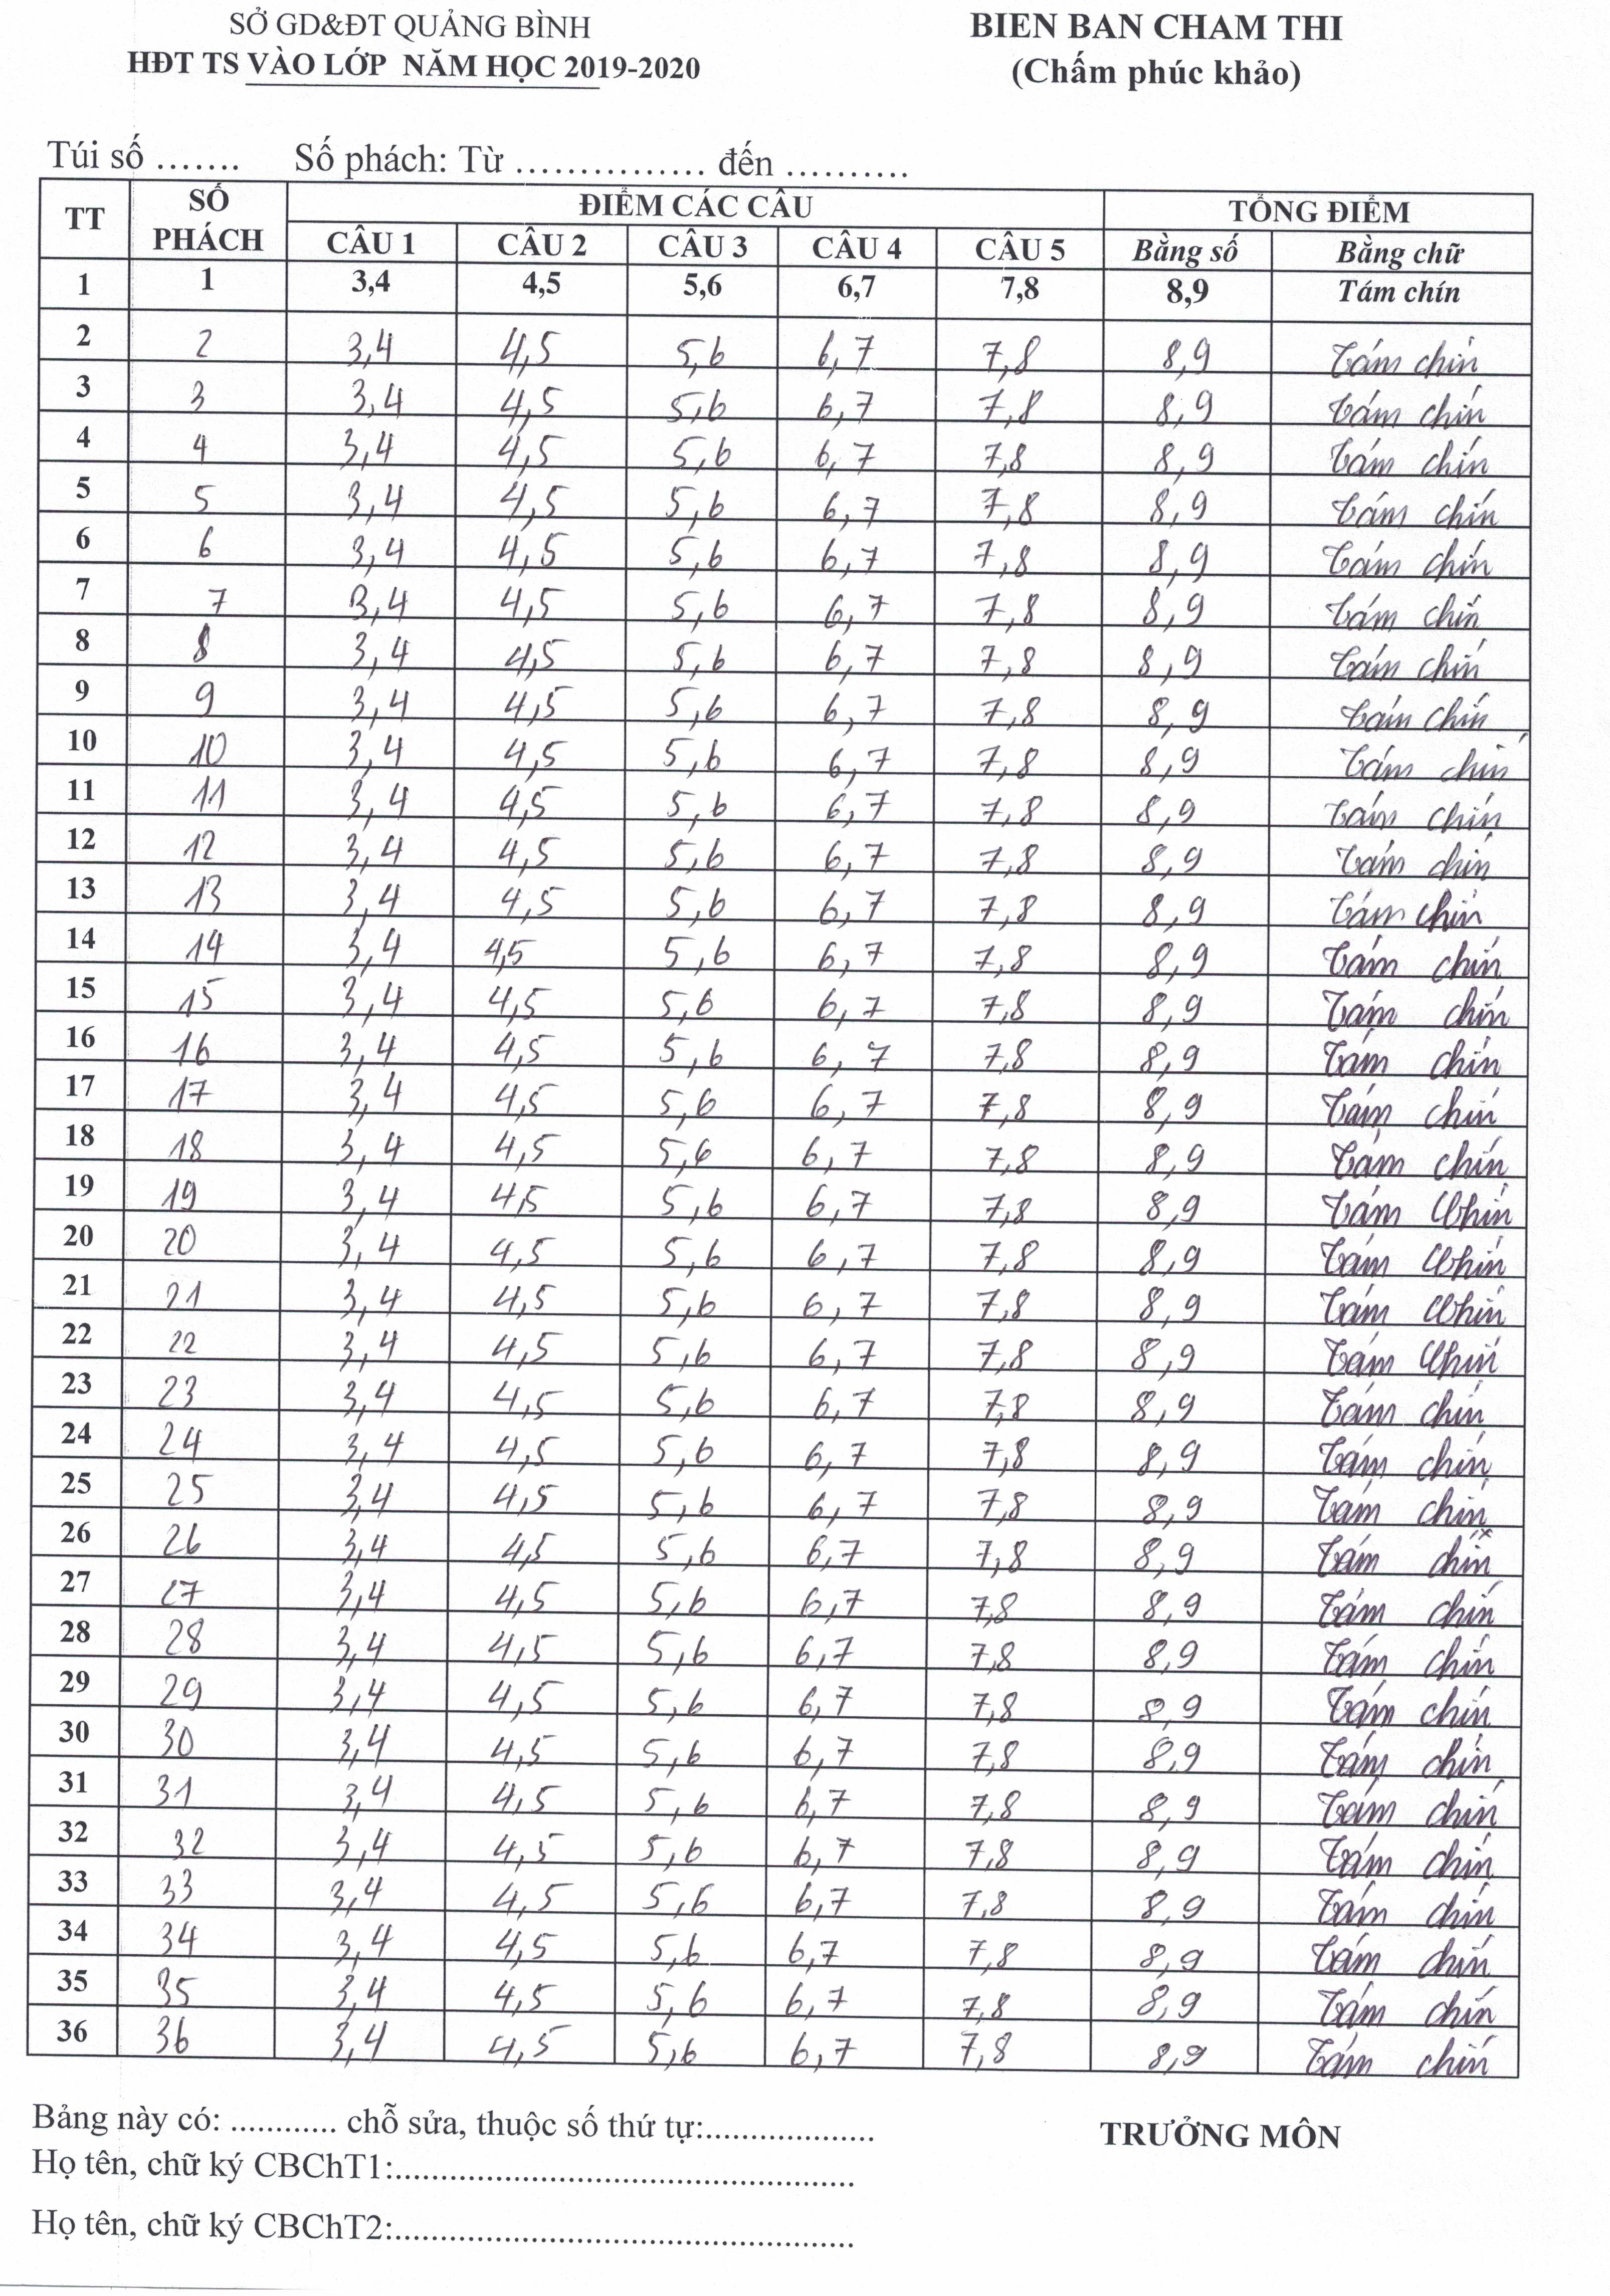 SỞ GD&ĐT QUẢNG BÌNH
HĐT TS VÀO LỚP NĂM HỌC 2019-2020
BIEN BAN CHAM THI
(Chấm phúc khảo)
Túi số ....... Số phách: Từ ............... đến ..........
TT SỐ PHÁCH ĐIỂM CÁC CÂU TỔNG ĐIỂM
CÂU 1 CÂU 2 CÂU 3 CÂU 4 CÂU 5 Bằng số Bằng chữ
1 1 3,4 4,5 5,6 6,7 7,8 8,9 Tám chín
2 2 3,4 4,5 5,6 6,7 7,8 8,9 Tám chín
3 3 3,4 4,5 5,6 6,7 7,8 8,9 Tám chín
4 4 3,4 4,5 5,6 6,7 7,8 8,9 Tám chín
5 5 3,4 4,5 5,6 6,7 7,8 8,9 Tám chín
6 6 3,4 4,5 5,6 6,7 7,8 8,9 Tám chín
7 7 3,4 4,5 5,6 6,7 7,8 8,9 Tám chín
8 8 3,4 4,5 5,6 6,7 7,8 8,9 Tám chín
9 9 3,4 4,5 5,6 6,7 7,8 8,9 Tám chín
10 10 3,4 4,5 5,6 6,7 7,8 8,9 Tám chín
11 11 3,4 4,5 5,6 6,7 7,8 8,9 Tám chín
12 12 3,4 4,5 5,6 6,7 7,8 8,9 Tám chín
13 13 3,4 4,5 5,6 6,7 7,8 8,9 Tám chín
14 14 3,4 4,5 5,6 6,7 7,8 8,9 Tám chín
15 15 3,4 4,5 5,6 6,7 7,8 8,9 Tám chín
16 16 3,4 4,5 5,6 6,7 7,8 8,9 Tám chín
17 17 3,4 4,5 5,6 6,7 7,8 8,9 Tám chín
18 18 3,4 4,5 5,6 6,7 7,8 8,9 Tám chín
19 19 3,4 4,5 5,6 6,7 7,8 8,9 Tám Chín
20 20 3,4 4,5 5,6 6,7 7,8 8,9 Tám Chín
21 21 3,4 4,5 5,6 6,7 7,8 8,9 Tám Chín
22 22 3,4 4,5 5,6 6,7 7,8 8,9 Tám Chín
23 23 3,4 4,5 5,6 6,7 7,8 8,9 Tám chín
24 24 3,4 4,5 5,6 6,7 7,8 8,9 Tám chín
25 25 3,4 4,5 5,6 6,7 7,8 8,9 Tám chín
26 26 3,4 4,5 5,6 6,7 7,8 8,9 Tám chín
27 27 3,4 4,5 5,6 6,7 7,8 8,9 Tám chín
28 28 3,4 4,5 5,6 6,7 7,8 8,9 Tám chín
29 29 3,4 4,5 5,6 6,7 7,8 8,9 Tám chín
30 30 3,4 4,5 5,6 6,7 7,8 8,9 Tám chín
31 31 3,4 4,5 5,6 6,7 7,8 8,9 Tám chín
32 32 3,4 4,5 5,6 6,7 7,8 8,9 Tám chín
33 33 3,4 4,5 5,6 6,7 7,8 8,9 Tám chín
34 34 3,4 4,5 5,6 6,7 7,8 8,9 Tám chín
35 35 3,4 4,5 5,6 6,7 7,8 8,9 Tám chín
36 36 3,4 4,5 5,6 6,7 7,8 8,9 Tám chín
Bảng này có: ............ chỗ sửa, thuộc số thứ tự:...................
TRƯỞNG MÔN
Họ tên, chữ ký CBChT1:....................................................
Họ tên, chữ ký CBChT2:....................................................